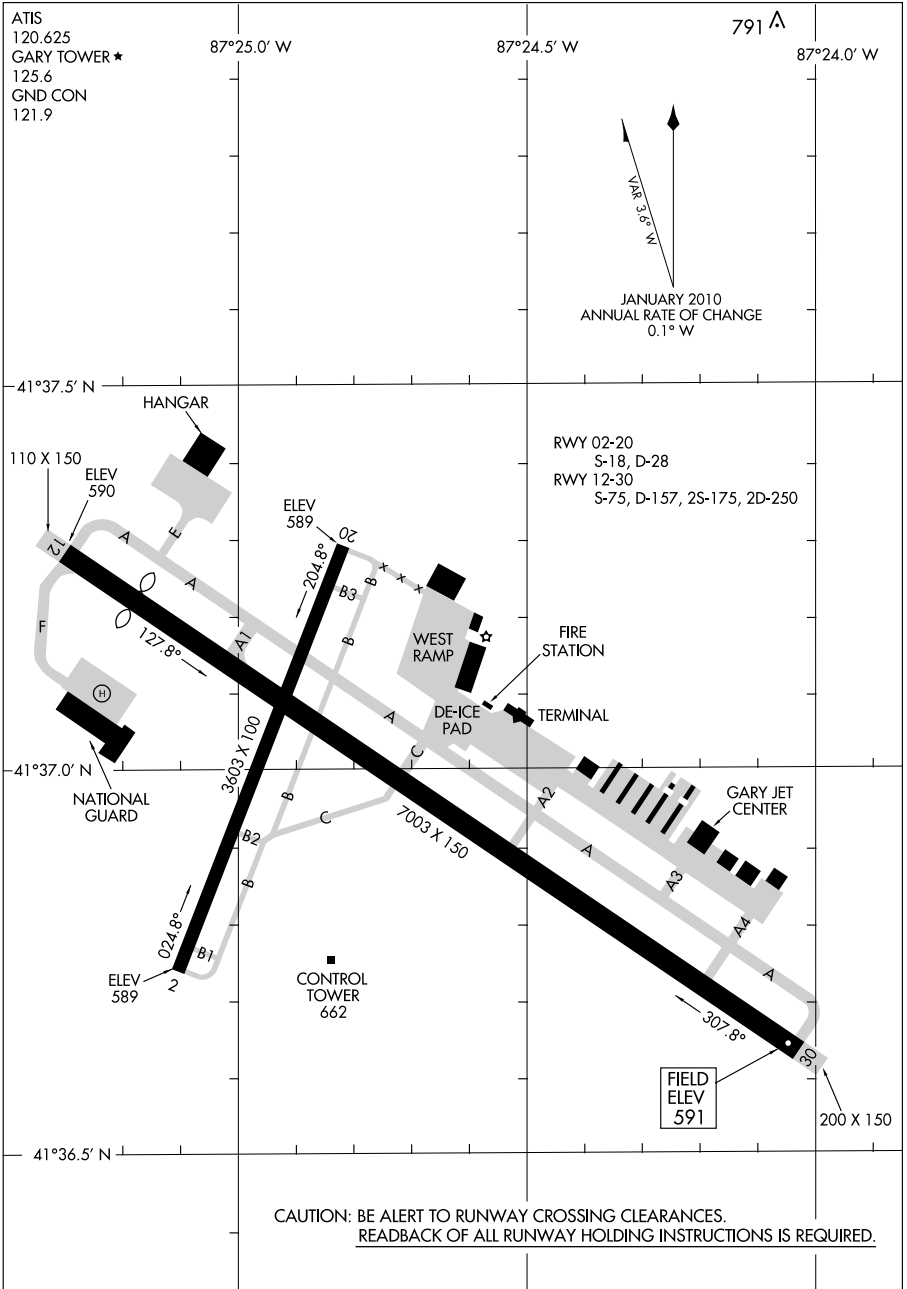 ATIS
120.625
GARY TOWER ★
125.6
GND CON
121.9
87°25.0' W
87°24.5' W
791
87°24.0' W
VAR 3.6° W
JANUARY 2010
ANNUAL RATE OF CHANGE
0.1° W
41°37.5' N
HANGAR
110 X 150
ELEV
590
ELEV
589
RWY 02-20
S-18, D-28
RWY 12-30
S-75, D-157, 2S-175, 2D-250
12
A
E
A
20
204.8°
B
x x x
B3
F
127.8°
A1
B
WEST
RAMP
FIRE
STATION
H
A
DE-ICE
PAD
TERMINAL
C
41°37.0' N
NATIONAL
GUARD
3603 X 100
B
C
7003 X 150
A2
GARY JET
CENTER
B2
A
B
A3
A4
024.8°
B1
A
ELEV
589
2
CONTROL
TOWER
662
307.8°
30
FIELD
ELEV
591
200 X 150
41°36.5' N
CAUTION: BE ALERT TO RUNWAY CROSSING CLEARANCES.
READBACK OF ALL RUNWAY HOLDING INSTRUCTIONS IS REQUIRED.